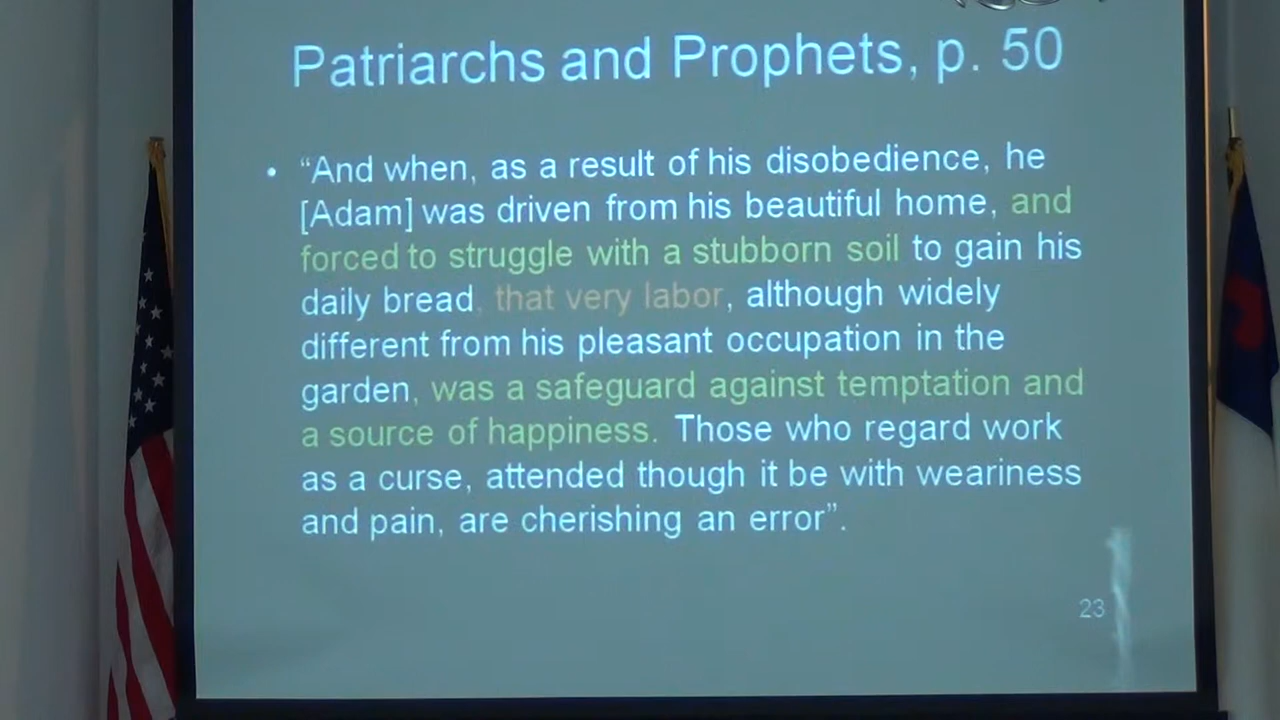 Patriarchs and Prophets, p. 50
• “And when, as a result of his disobedience, he
[Adam] was driven from his beautiful home, and
forced to struggle with a stubborn soil to gain his
daily bread, that very labor, although widely
different from his pleasant occupation in the
garden, was a safeguard against temptation and
a source of happiness. Those who regard work
as a curse, attended though it be with weariness
and pain, are cherishing an error”.
23